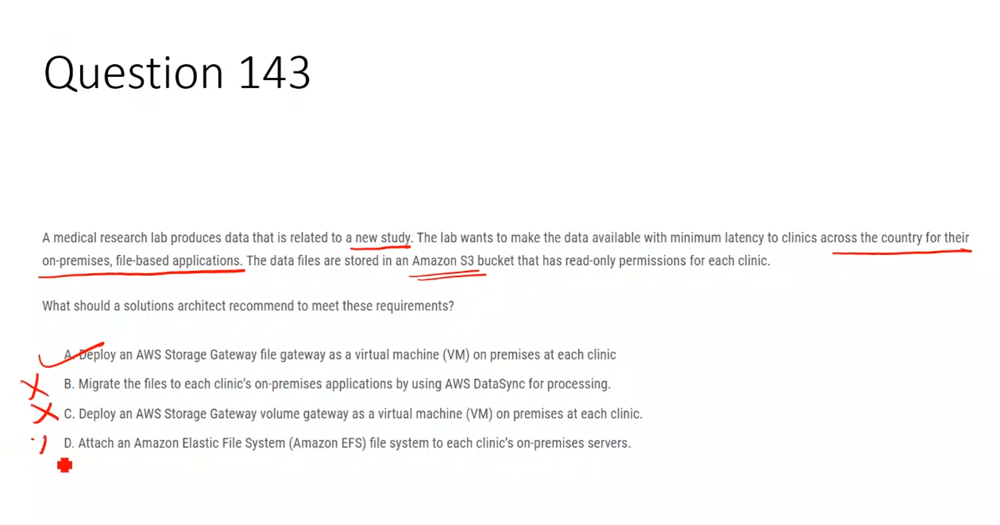 Question 143
A medical research lab produces data that is related to a new study. The lab wants to make the data available with minimum latency to clinics across the country for their
on-premises, file-based applications. The data files are stored in an Amazon S3 bucket that has read-only permissions for each clinic.
What should a solutions architect recommend to meet these requirements?
A. Deploy an AWS Storage Gateway file gateway as a virtual machine (VM) on premises at each clinic
B. Migrate the files to each clinic's on-premises applications by using AWS DataSync for processing.
C. Deploy an AWS Storage Gateway volume gateway as a virtual machine (VM) on premises at each clinic.
D. Attach an Amazon Elastic File System (Amazon EFS) file system to each clinic's on-premises servers.